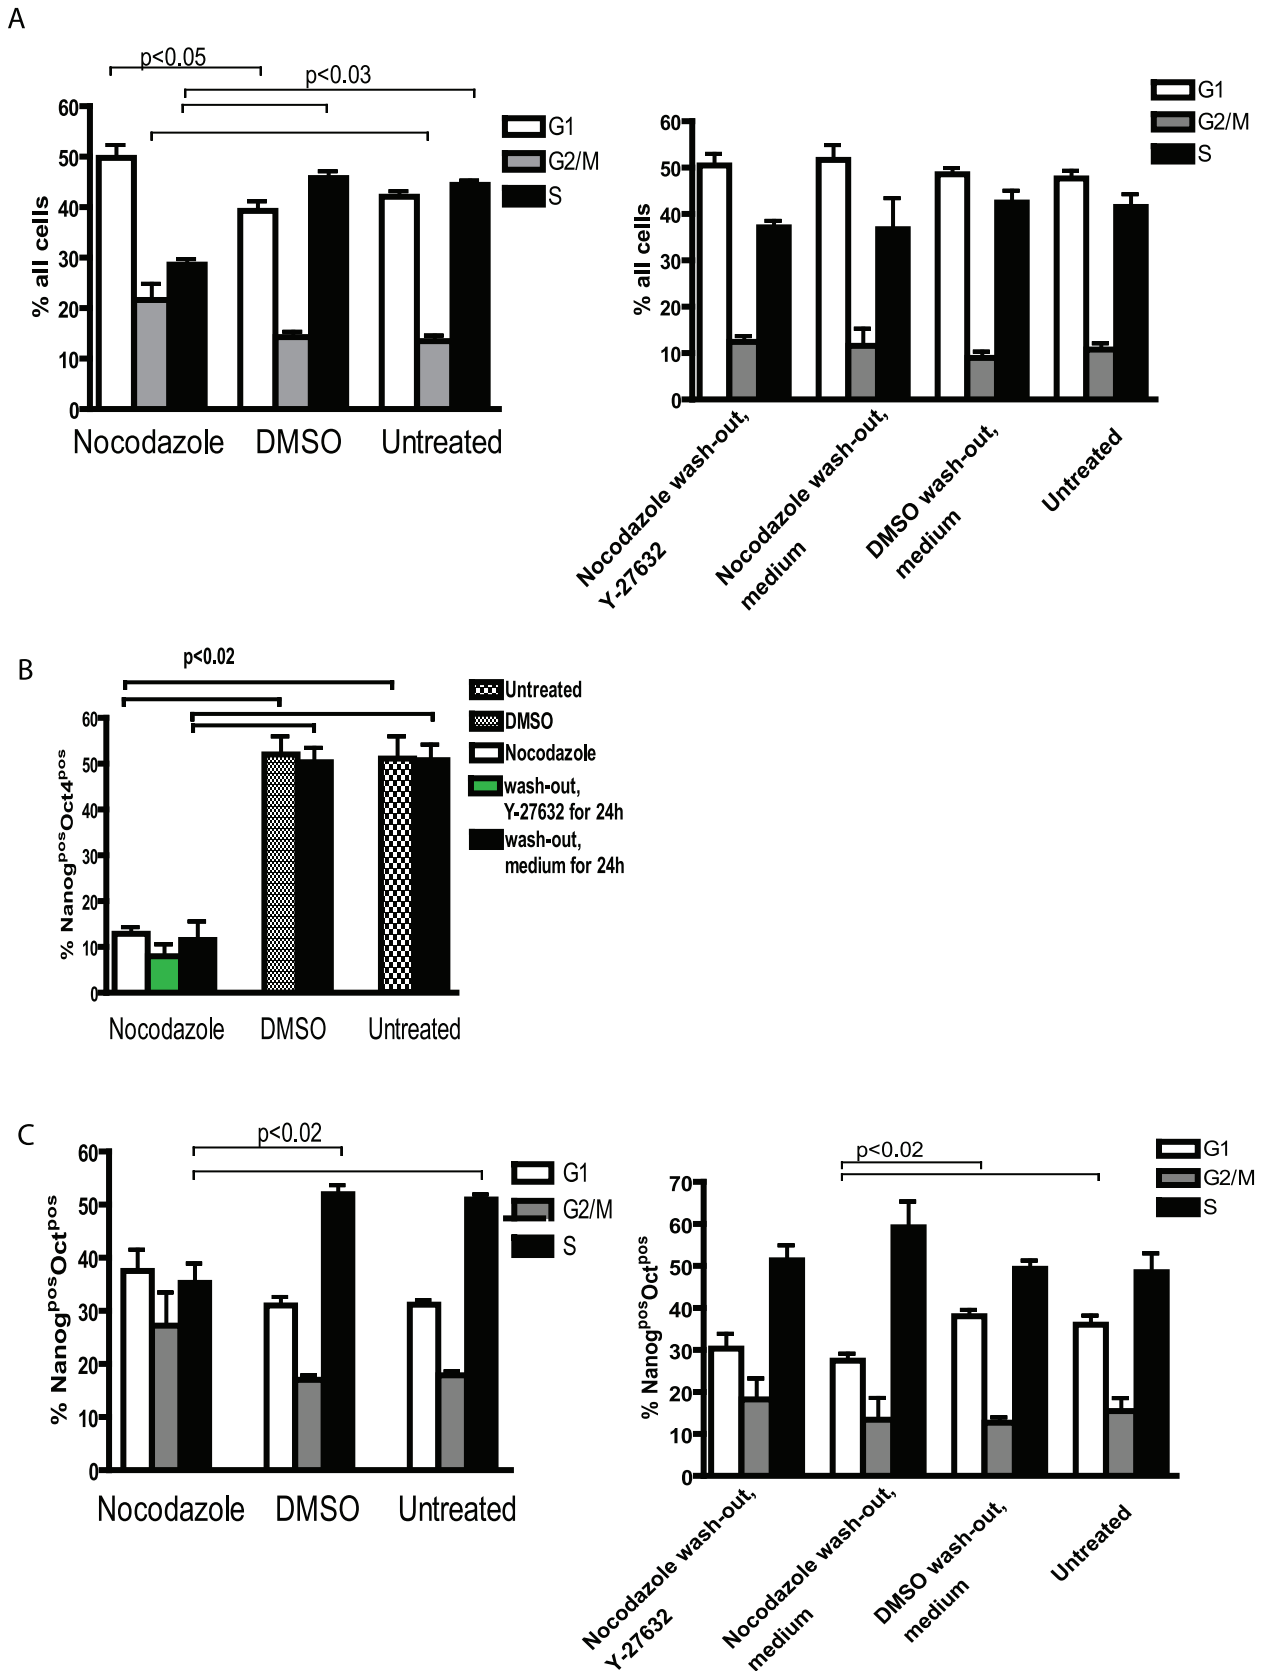 A
p<0.05
p<0.03
60
50
40
30
20
10
0
% all cells
G1
G2/M
S
Nocodazole
DMSO
Untreated
60
50
40
30
20
10
0
% all cells
G1
G2/M
S
Nocodazole wash-out,
Y-27632
Nocodazole wash-out,
medium
DMSO wash-out,
medium
Untreated
B
p<0.02
60
50
40
30
20
10
0
% Nanogposoct4pos
Untreated
DMSO
Nocodazole
wash-out,
Y-27632 for 24h
wash-out,
medium for 24h
Nocodazole
DMSO
Untreated
C
p<0.02
60
50
40
30
20
10
0
% NanogposOctpos
G1
G2/M
S
Nocodazole
DMSO
Untreated
p<0.02
70
60
50
40
30
20
10
0
% NanogposOctpos
G1
G2/M
S
Nocodazole wash-out,
Y-27632
Nocodazole wash-out,
medium
DMSO wash-out,
medium
Untreated